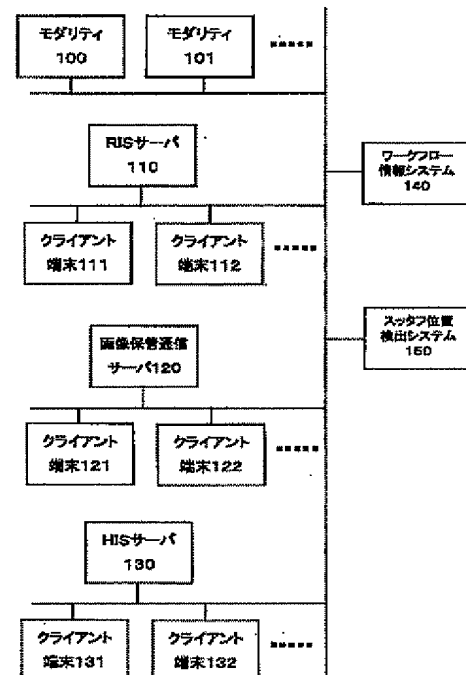 モダリティ
100
モダリティ
101
RISサーバ
110
ワークフロー
情報システム
140
クライアント
端末111
クライアント
端末112
スッタフ位置
検出システム
150
画像保管通信
サーバ120
クライアント
端末121
クライアント
端末122
HISサーバ
130
クライアント
端末131
クライアント
端末132